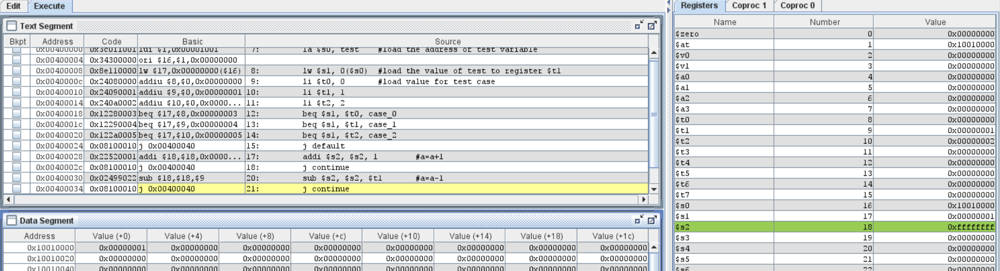 Edit Execute
Text Segment
Bkpt Address Code Basic Source
0x00400000 0x3c011001 lui $1,0x00001001 7: la $s0, test #load the address of test variable
0x00400004 0x34300000 ori $16,$1,0x00000000
0x00400008 0x8e110000 lw $17,0x00000000($16) 8: lw $s1, 0($s0) #load the value of test to register $t1
0x0040000c 0x24080000 addiu $8,$0,0x00000000 9: li $t0, 0 #load value for test case
0x00400010 0x24090001 addiu $9,$0,0x00000001 10: li $t1, 1
0x00400014 0x240a0002 addiu $10,$0,0x0000... 11: li $t2, 2
0x00400018 0x12280003 beq $17,$8,0x00000003 12: beq $s1, $t0, case_0
0x0040001c 0x12290004 beq $17,$9,0x00000004 13: beq $s1, $t1, case_1
0x00400020 0x122a0005 beq $17,$10,0x00000005 14: beq $s1, $t2, case_2
0x00400024 0x08100010 j 0x00400040 15: j default
0x00400028 0x22520001 addi $18,$18,0x0000... 17: addi $s2, $s2, 1 #a=a+1
0x0040002c 0x08100010 j 0x00400040 18: j continue
0x00400030 0x02499022 sub $18,$18,$9 20: sub $s2, $s2, $t1 #a=a-1
0x00400034 0x08100010 j 0x00400040 21: j continue
Data Segment
Address Value (+0) Value (+4) Value (+8) Value (+c) Value (+10) Value (+14) Value (+18) Value (+1c)
0x10010000 0x00000001 0x00000000 0x00000000 0x00000000 0x00000000 0x00000000 0x00000000 0x00000000
0x10010020 0x00000000 0x00000000 0x00000000 0x00000000 0x00000000 0x00000000 0x00000000 0x00000000
0x10010040 0x00000000 0x00000000 0x00000000 0x00000000 0x00000000 0x00000000 0x00000000 0x00000000
Registers Coproc 1 Coproc 0
Name Number Value
$zero 0 0x00000000
$at 1 0x10010000
$v0 2 0x00000000
$v1 3 0x00000000
$a0 4 0x00000000
$a1 5 0x00000000
$a2 6 0x00000000
$a3 7 0x00000000
$t0 8 0x00000000
$t1 9 0x00000001
$t2 10 0x00000002
$t3 11 0x00000000
$t4 12 0x00000000
$t5 13 0x00000000
$t6 14 0x00000000
$t7 15 0x00000000
$s0 16 0x10010000
$s1 17 0x00000001
$s2 18 0xffffffff
$s3 19 0x00000000
$s4 20 0x00000000
$s5 21 0x00000000
$s6 22 0x00000000